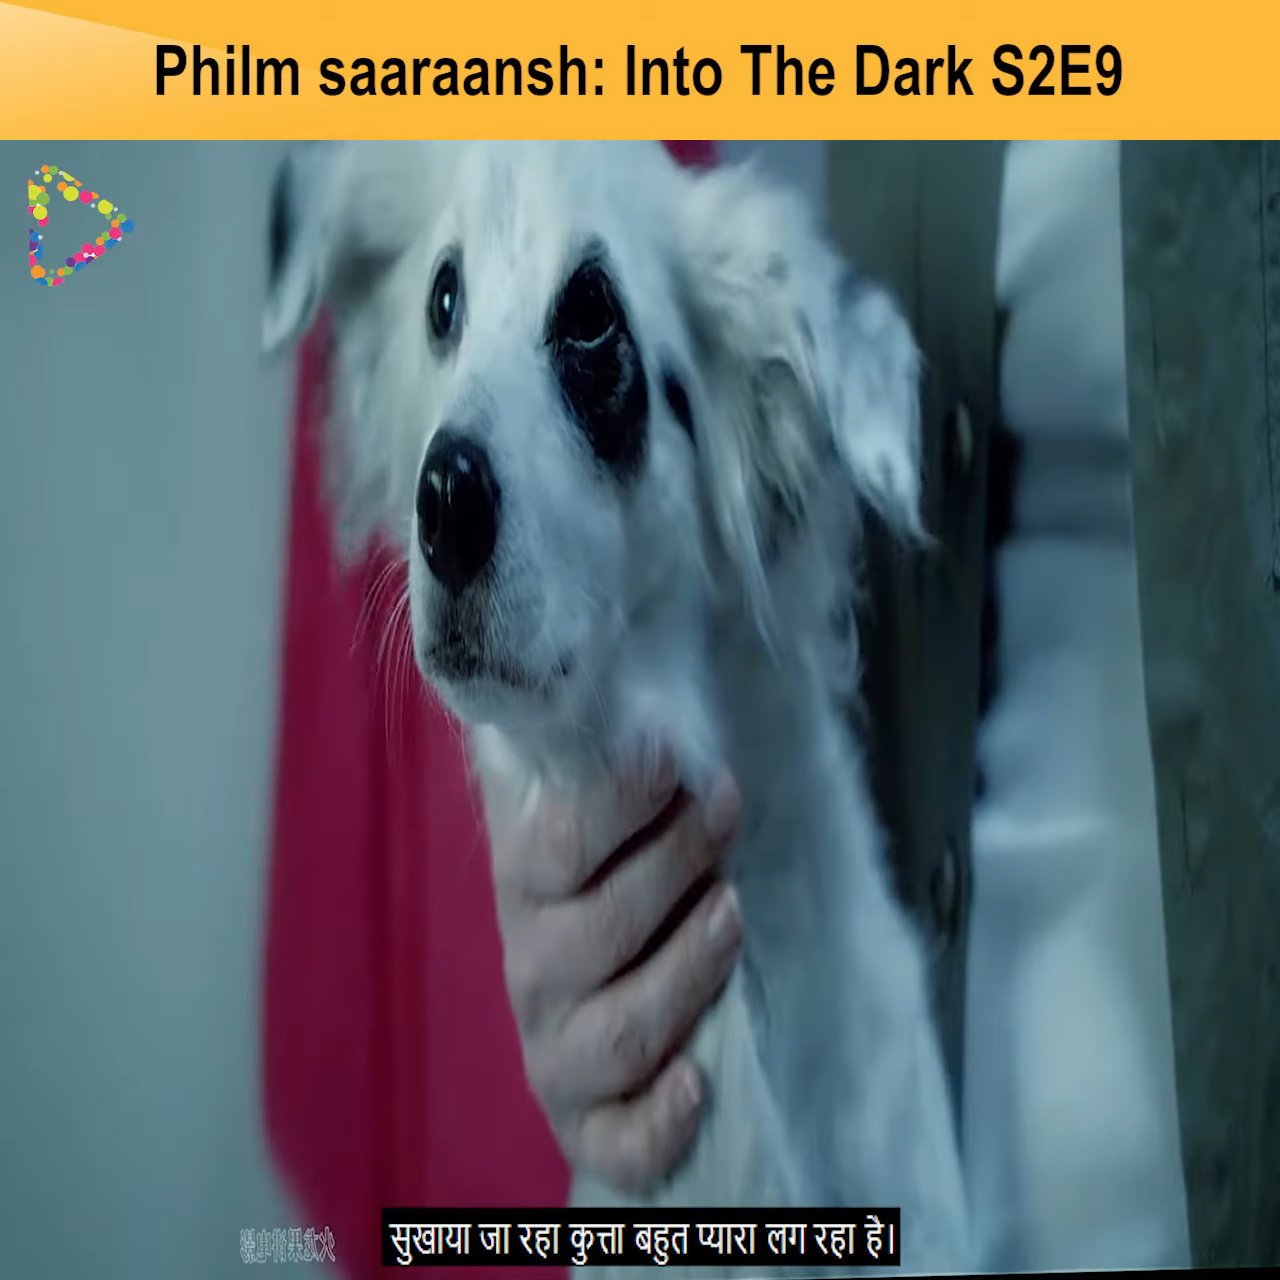 Philm saaraansh: Into The Dark S2E9
सुखाया जा रहा कुत्ता बहुत प्यारा लग रहा है।